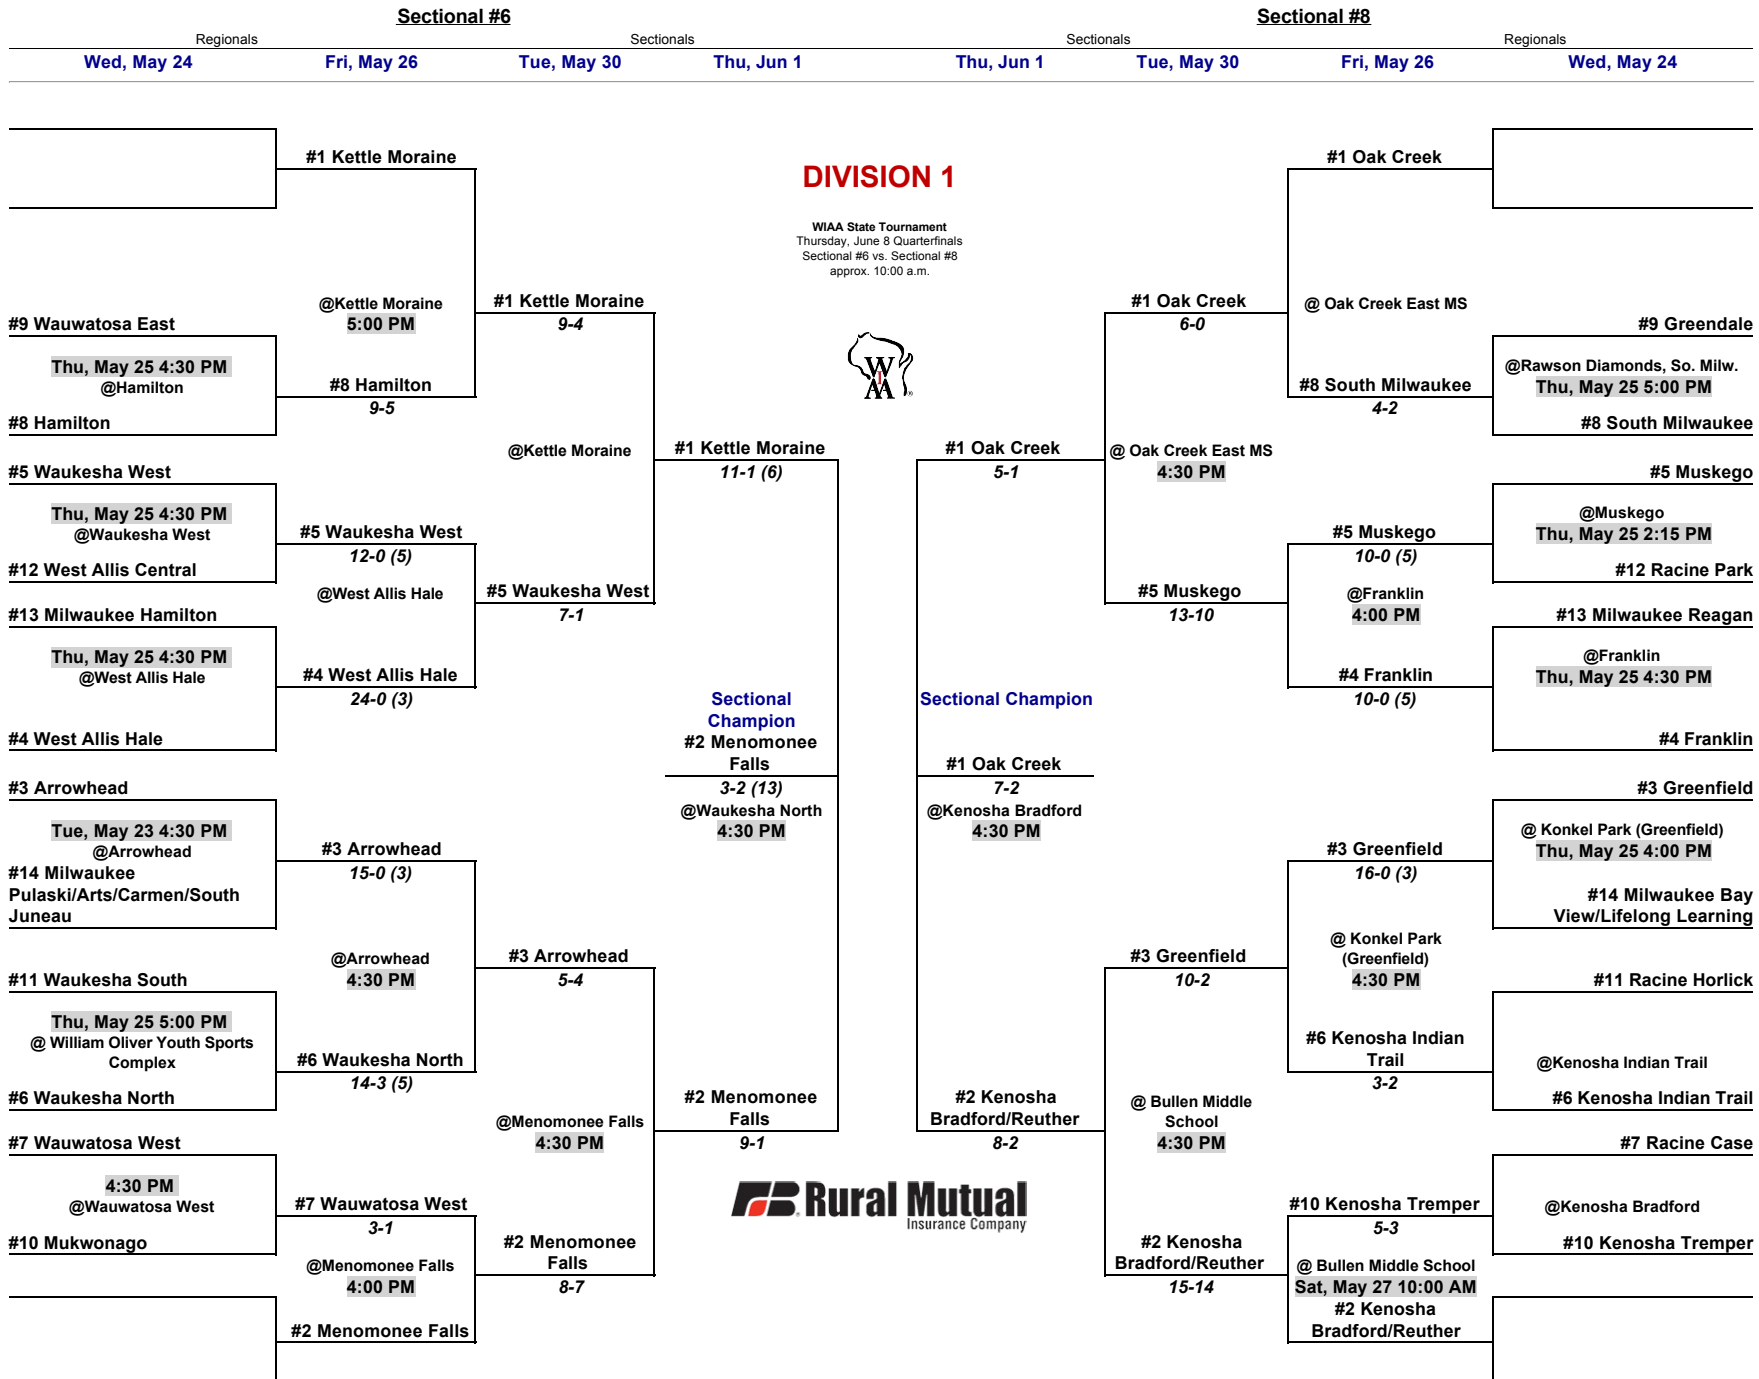 Sectional #6
Sectional #8
Regionals
Sectionals
Sectionals
Regionals
Wed, May 24
Fri, May 26
Tue, May 30
Thu, Jun 1
Thu, Jun 1
Tue, May 30
Fri, May 26
Wed, May 24
#1 Kettle Moraine
#1 Oak Creek
DIVISION 1
WIAA State Tournament
Thursday, June 8 Quarterfinals
Sectional #6 vs. Sectional #8
approx. 10:00 a.m.
@Kettle Moraine
5:00 PM
#1 Kettle Moraine
9-4
#1 Oak Creek
6-0
@ Oak Creek East MS
#9 Wauwatosa East
#9 Greendale
Thu, May 25 4:30 PM
@Hamilton
#8 Hamilton
9-5
W
I
AA
®
#8 South Milwaukee
4-2
@Rawson Diamonds, So. Milw.
Thu, May 25 5:00 PM
#8 Hamilton
#8 South Milwaukee
@Kettle Moraine
#1 Kettle Moraine
11-1 (6)
#1 Oak Creek
5-1
@ Oak Creek East MS
4:30 PM
#5 Waukesha West
#5 Muskego
Thu, May 25 4:30 PM
@Waukesha West
#5 Waukesha West
12-0 (5)
#5 Muskego
10-0 (5)
@Muskego
Thu, May 25 2:15 PM
#12 West Allis Central
#12 Racine Park
@West Allis Hale
#5 Waukesha West
7-1
#5 Muskego
13-10
@Franklin
4:00 PM
#13 Milwaukee Hamilton
#13 Milwaukee Reagan
Thu, May 25 4:30 PM
@West Allis Hale
#4 West Allis Hale
24-0 (3)
#4 Franklin
10-0 (5)
@Franklin
Thu, May 25 4:30 PM
Sectional
Champion
#2 Menomonee
Falls
3-2 (13)
@Waukesha North
4:30 PM
Sectional Champion
#1 Oak Creek
7-2
@Kenosha Bradford
4:30 PM
#4 West Allis Hale
#4 Franklin
#3 Arrowhead
#3 Greenfield
Tue, May 23 4:30 PM
@Arrowhead
#3 Arrowhead
15-0 (3)
#3 Greenfield
16-0 (3)
@ Konkel Park (Greenfield)
Thu, May 25 4:00 PM
#14 Milwaukee
Pulaski/Arts/Carmen/South
Juneau
#14 Milwaukee Bay
View/Lifelong Learning
@Arrowhead
4:30 PM
#3 Arrowhead
5-4
#3 Greenfield
10-2
@ Konkel Park
(Greenfield)
4:30 PM
#11 Waukesha South
#11 Racine Horlick
Thu, May 25 5:00 PM
@ William Oliver Youth Sports
Complex
#6 Waukesha North
14-3 (5)
#6 Kenosha Indian
Trail
3-2
@Kenosha Indian Trail
#6 Waukesha North
#6 Kenosha Indian Trail
@Menomonee Falls
4:30 PM
#2 Menomonee
Falls
9-1
#2 Kenosha
Bradford/Reuther
8-2
@ Bullen Middle
School
4:30 PM
#7 Wauwatosa West
#7 Racine Case
4:30 PM
@Wauwatosa West
#7 Wauwatosa West
3-1
Rural Mutual
Insurance Company
#10 Kenosha Tremper
5-3
@Kenosha Bradford
#10 Mukwonago
#10 Kenosha Tremper
@Menomonee Falls
4:00 PM
#2 Menomonee
Falls
8-7
#2 Kenosha
Bradford/Reuther
15-14
@ Bullen Middle School
Sat, May 27 10:00 AM
#2 Menomonee Falls
#2 Kenosha
Bradford/Reuther